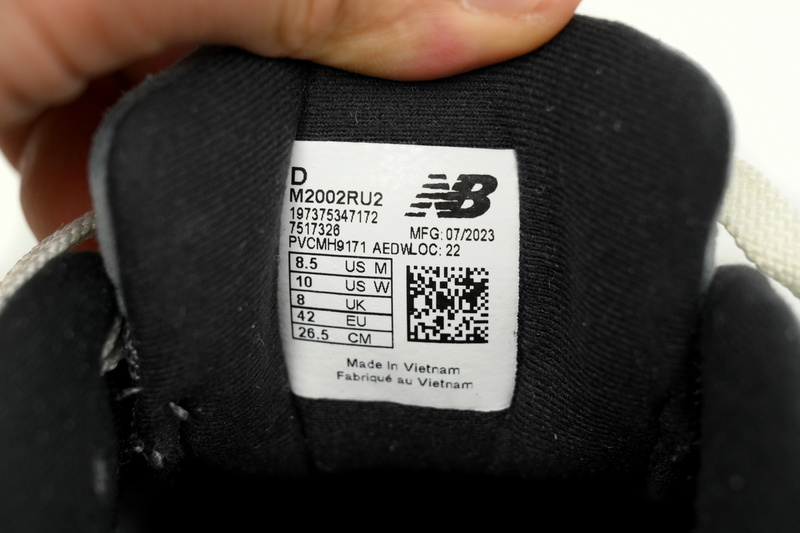 D
M2002RU2
197375347172
7517326
PVCMH9171 AEDW
NB
MFG: 07/2023
LOC: 22
8.5 US M
10 US W
8 UK
42 EU
26.5 CM
Made In Vietnam
Fabriqué au Vietnam